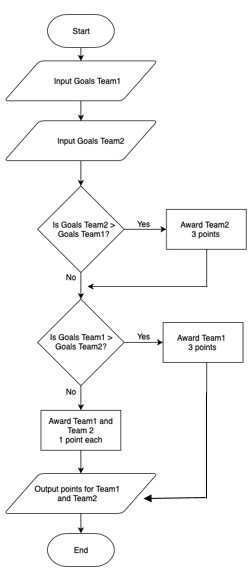 Start
Input Goals Team1
Input Goals Team2
Is Goals Team2 >
Goals Team1?
Yes
Award Team2
3 points
No
Is Goals Team1 >
Goals Team2?
Yes
Award Team1
3 points
No
Award Team1 and
Team 2
1 point each
Output points for Team1
and Team2
End